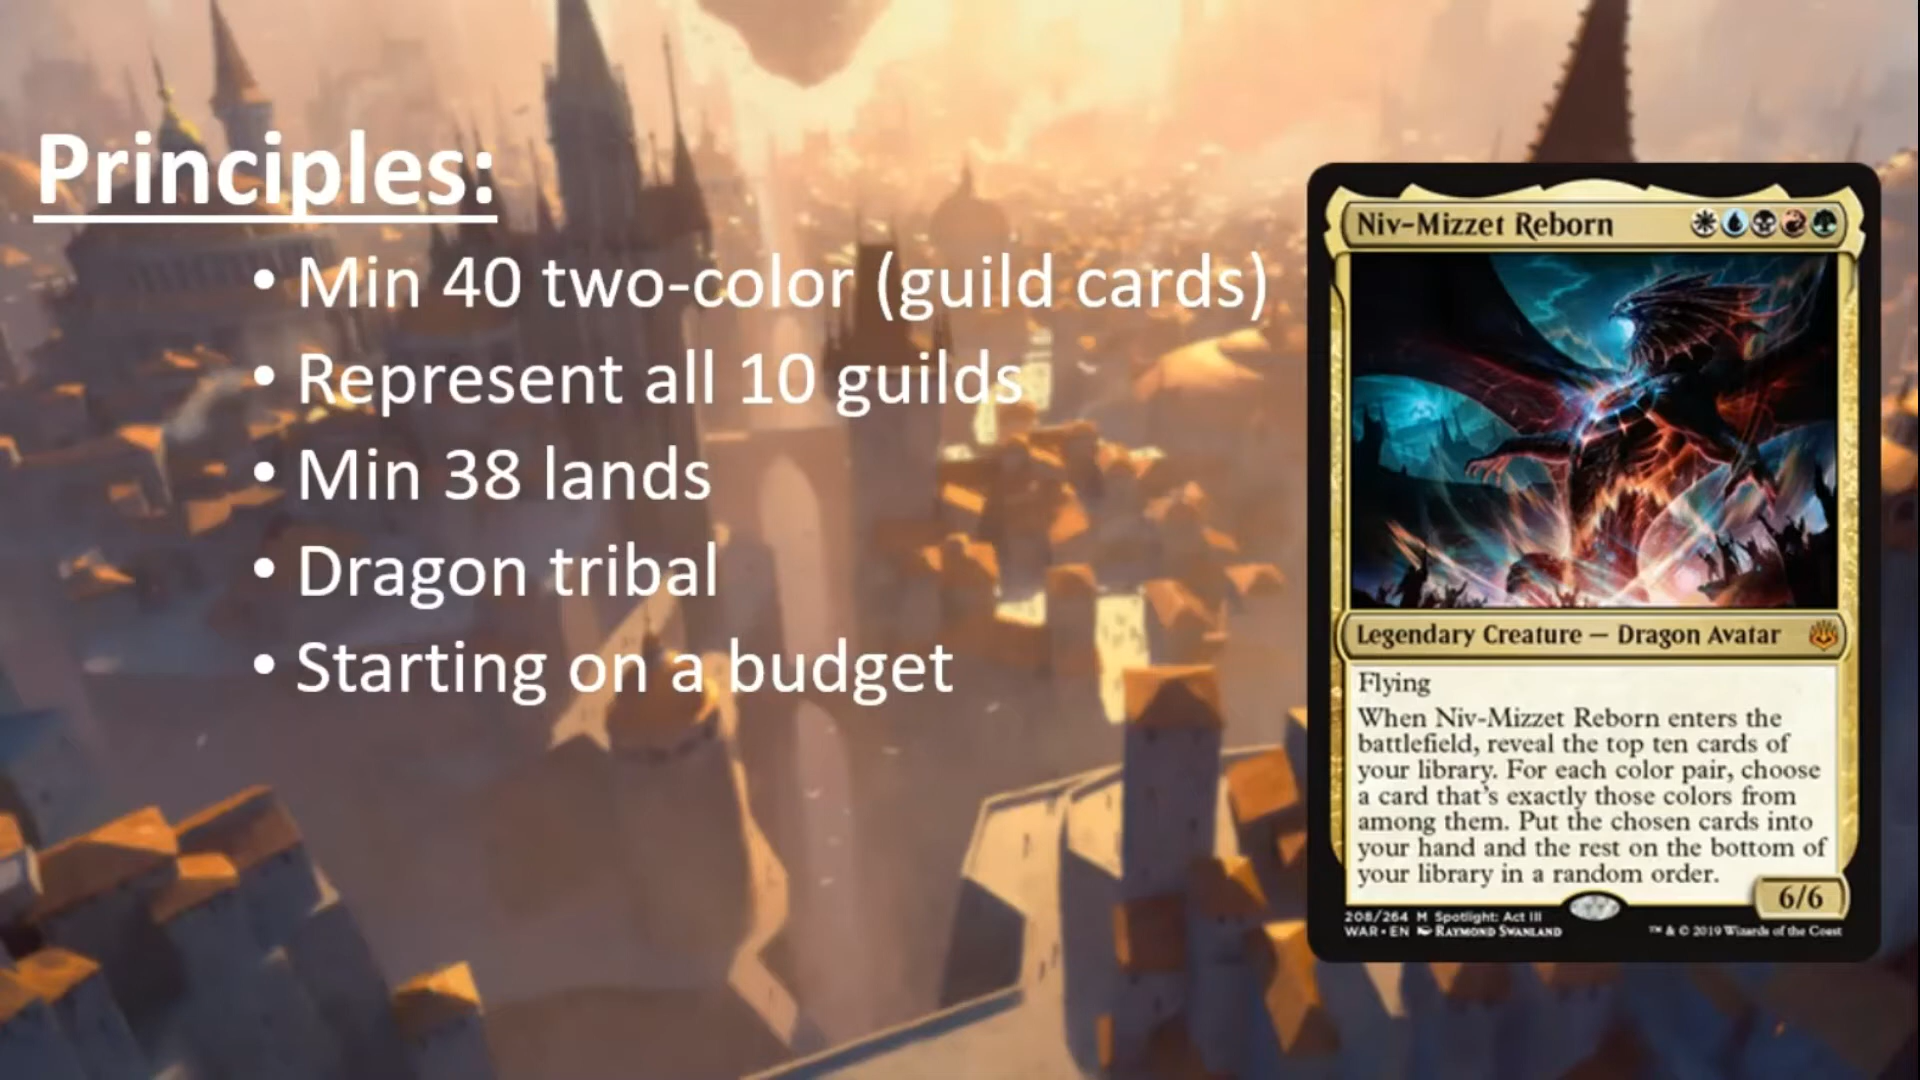 Principles:
• Min 40 two-color (guild cards)
• Represent all 10 guilds
• Min 38 lands
• Dragon tribal
• Starting on a budget
Niv-Mizzet Reborn
Legendary Creature — Dragon Avatar
Flying
When Niv-Mizzet Reborn enters the
battlefield, reveal the top ten cards of
your library. For each color pair, choose
a card that's exactly those colors from
among them. Put the chosen cards into
your hand and the rest on the bottom of
your library in a random order.
6/6
208/264 M Spotlight: Act III
WAR • EN Raymond Swanland
™ & © 2019 Wizards of the Coast